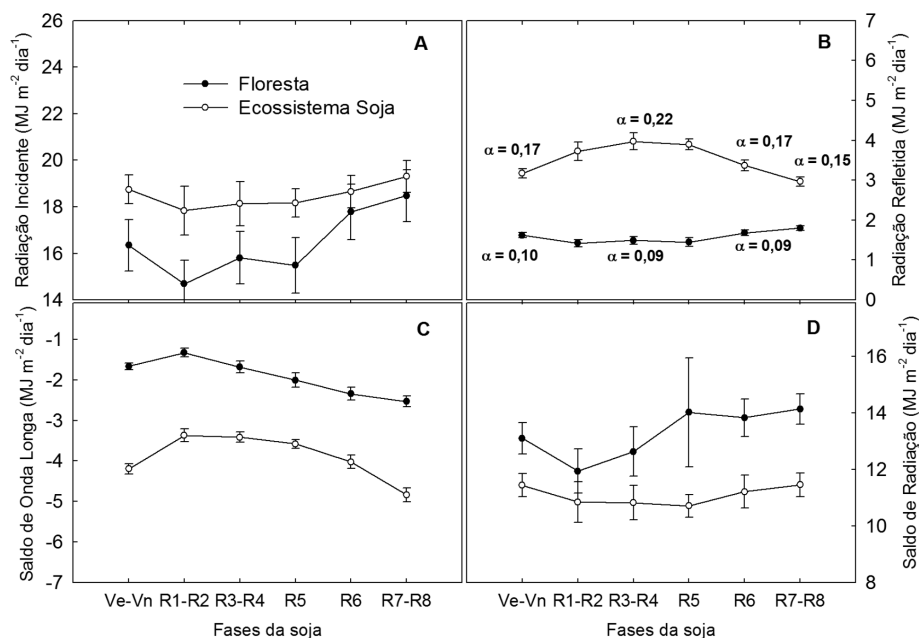 Radiação Incidente (MJ m⁻² dia⁻¹)
26
24
22
20
18
16
14
A
Floresta
Ecossistema Soja
B
α = 0,17
α = 0,22
α = 0,17
α = 0,15
α = 0,10
α = 0,09
α = 0,09
7
6
5
4
3
2
1
0
Radiação Refletida (MJ m⁻² dia⁻¹)
Saldo de Onda Longa (MJ m⁻² dia⁻¹)
-1
-2
-3
-4
-5
-6
-7
C
D
16
14
12
10
8
Saldo de Radiação (MJ m⁻² dia⁻¹)
Ve-Vn R1-R2 R3-R4 R5 R6 R7-R8
Ve-Vn R1-R2 R3-R4 R5 R6 R7-R8
Fases da soja
Fases da soja